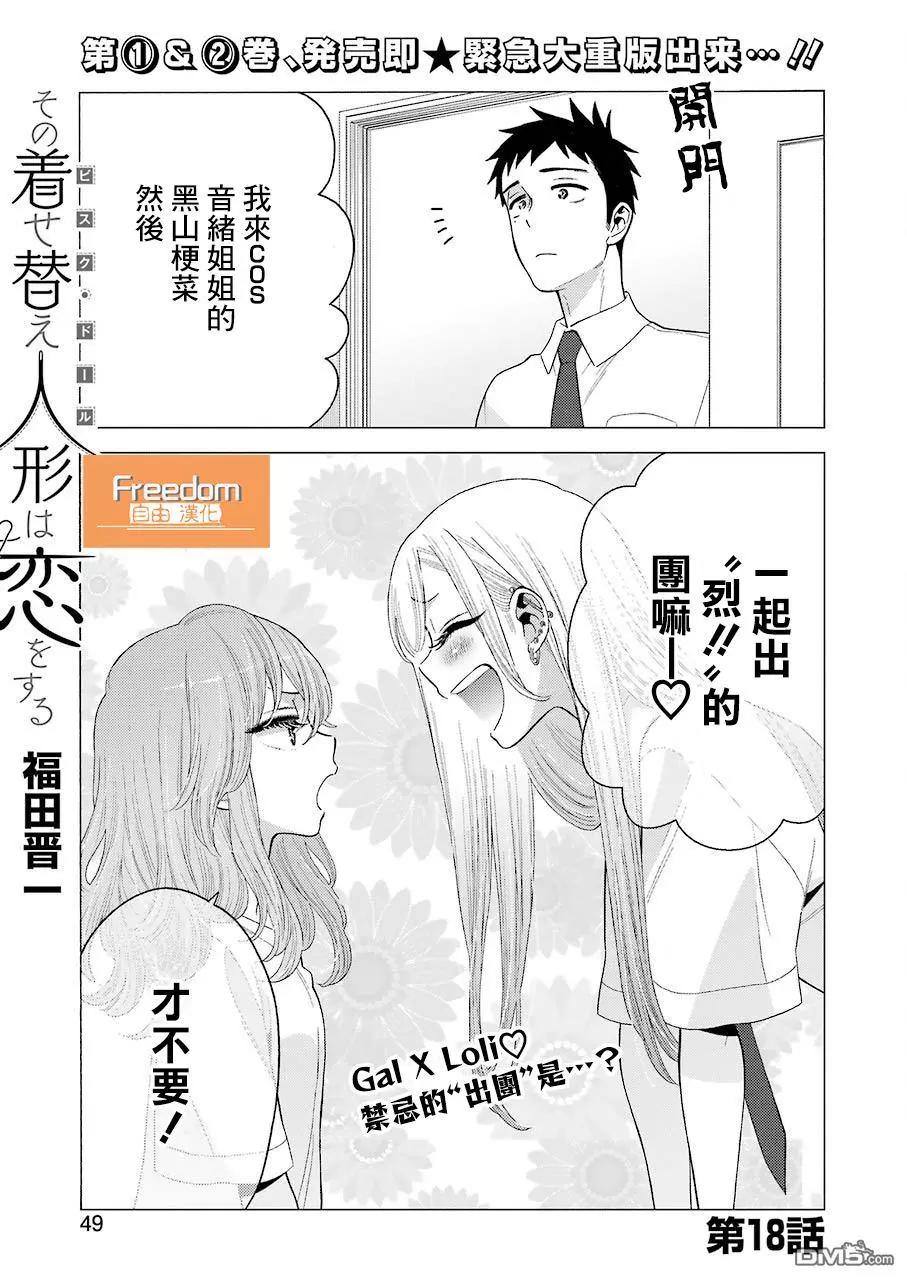 第①&②巻、発売即★緊急大重版出来…!!
その着せ替え人形は恋をする
ビスク・ドール
福田晋一
開門
我來COS
音緒姐姐的
黑山梗菜
然後
Freedom
自由 漢化
一起出
“烈!!”的
團嘛—♡
才不要!
Gal X Loli♡
禁忌的“出團”是…?
49
第18話
DM5.com